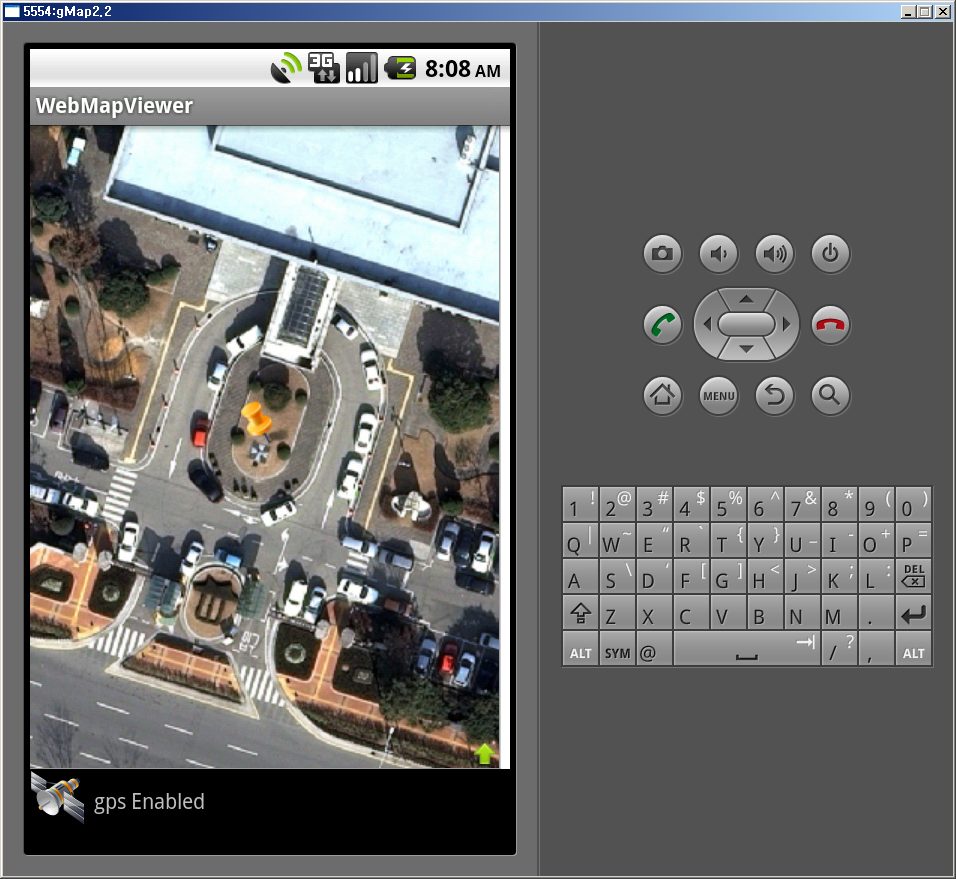 5554:gMap2,2
3G
8:08 AM
WebMapViewer
gps Enabled
MENU
1 ! 2 @ 3 # 4 $ 5 % 6 ^ 7 & 8 * 9 ( 0 )
Q | W ~ E “ R ` T { Y } U _ I - O + P =
A S \ D ‘ F [ G ] H < J > K ; L : DEL
Z X C V B N M .
ALT SYM @ / ? , ALT